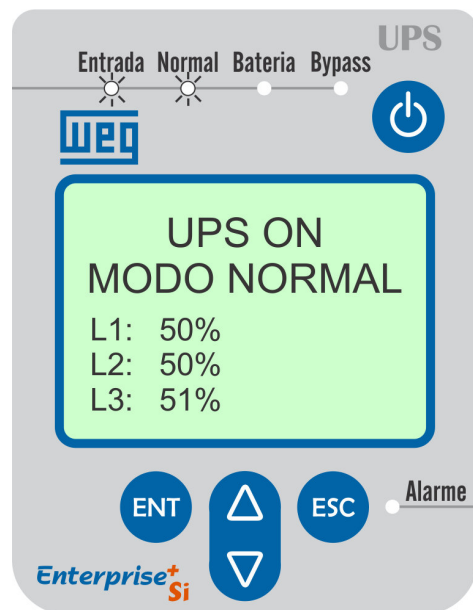 UPS
Entrada Normal Bateria Bypass
weg
UPS ON
MODO NORMAL
L1: 50%
L2: 50%
L3: 51%
ENT
ESC
Alarme
Enterprise+
Si